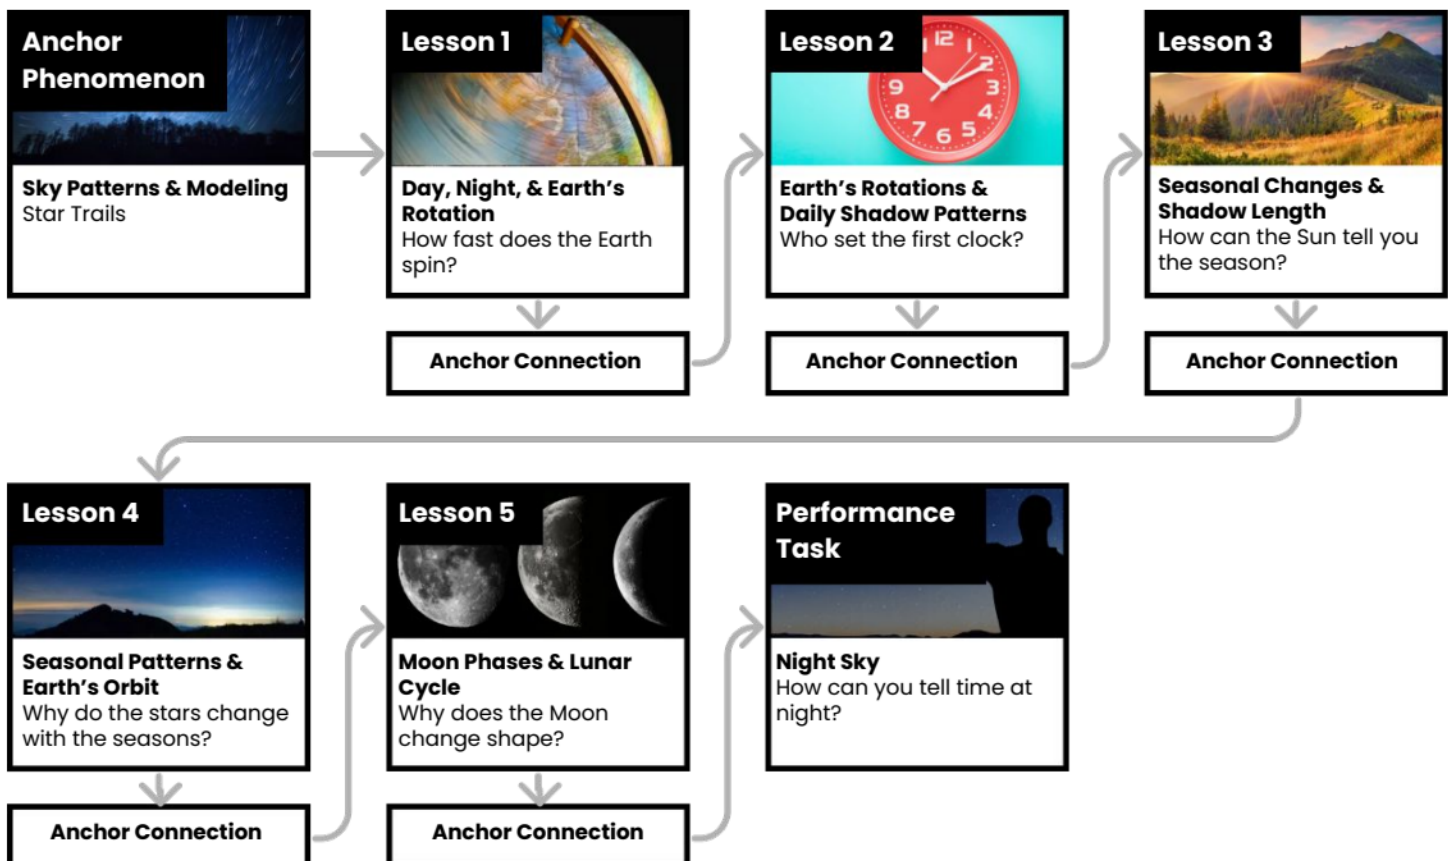 Anchor
Phenomenon
Sky Patterns & Modeling
Star Trails
Lesson 1
Day, Night, & Earth's
Rotation
How fast does the Earth
spin?
Anchor Connection
Lesson 2
12
1
2
3
4
5
6
7
8
9
Earth's Rotations &
Daily Shadow Patterns
Who set the first clock?
Anchor Connection
Lesson 3
Seasonal Changes &
Shadow Length
How can the Sun tell you
the season?
Anchor Connection
Lesson 4
Seasonal Patterns &
Earth's Orbit
Why do the stars change
with the seasons?
Anchor Connection
Lesson 5
Moon Phases & Lunar
Cycle
Why does the Moon
change shape?
Anchor Connection
Performance
Task
Night Sky
How can you tell time at
night?